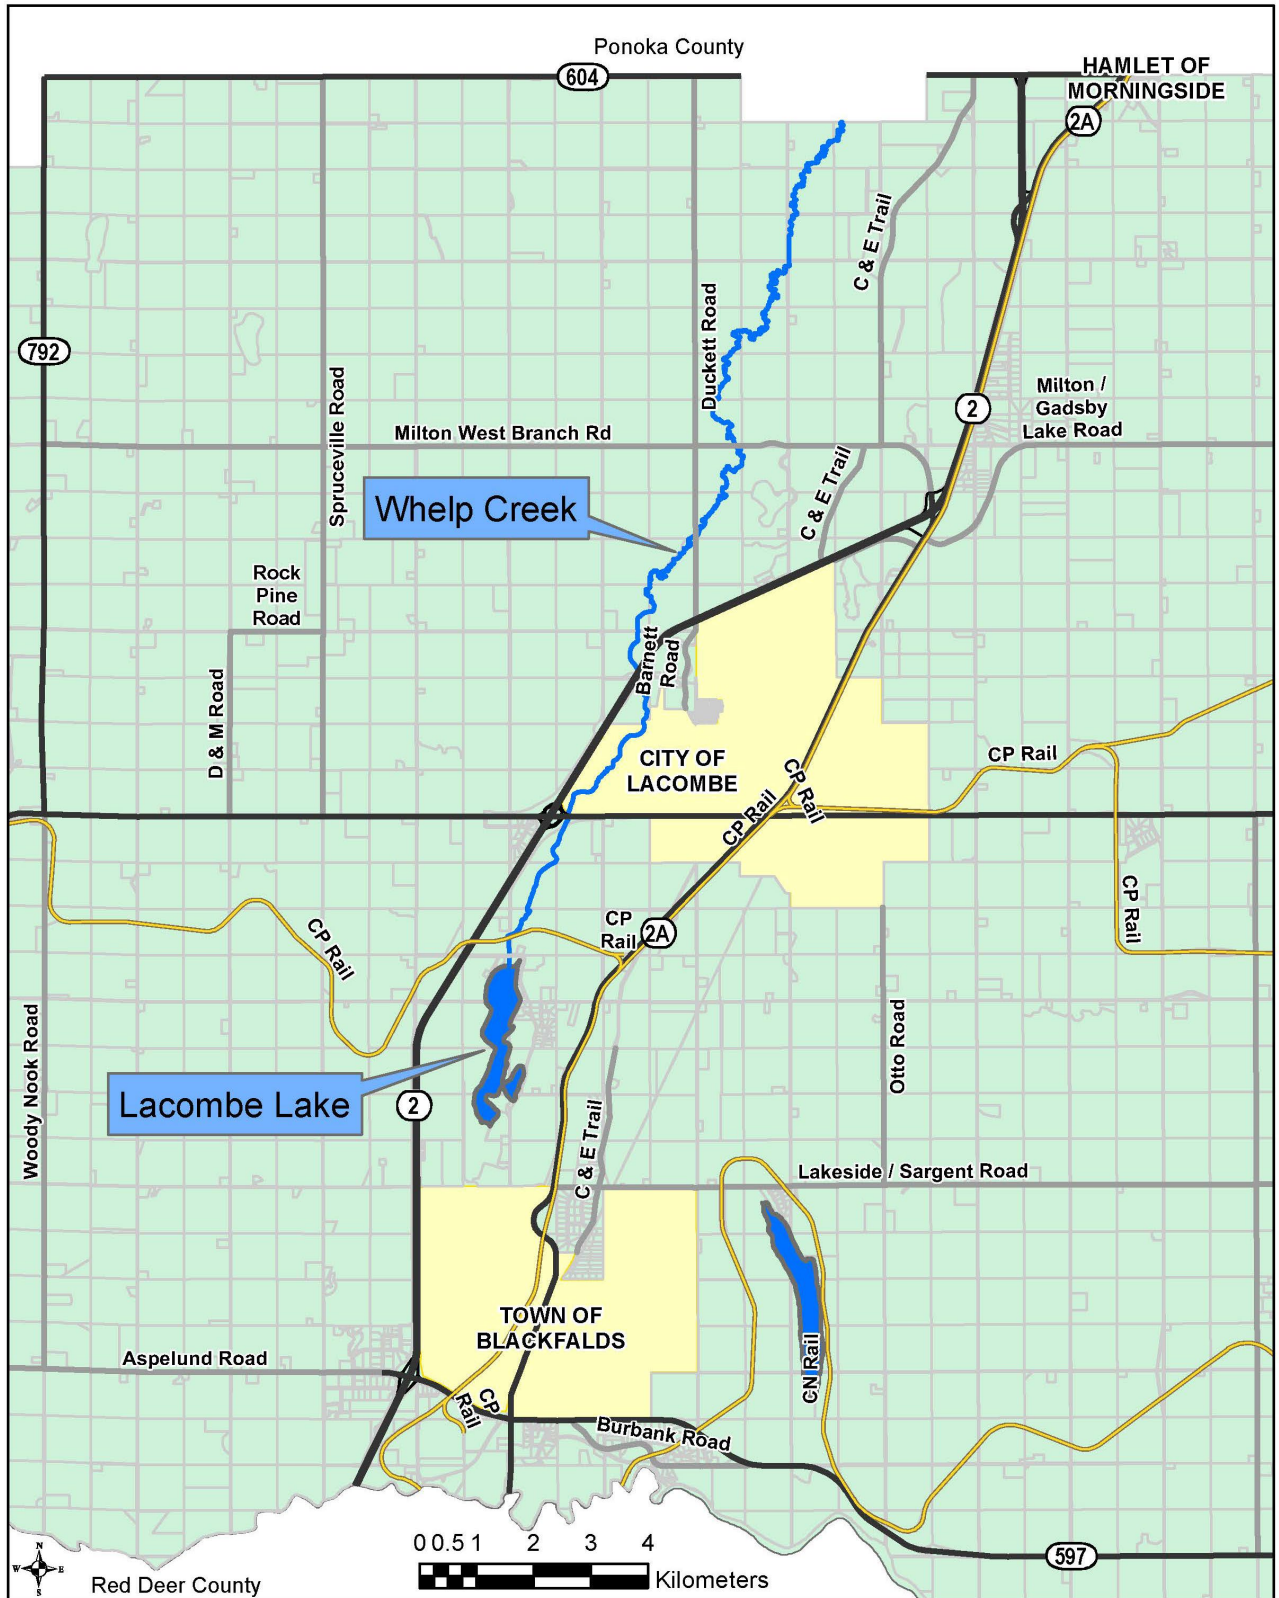 Ponoka County
604
HAMLET OF
MORNINGSIDE
2A
C & E Trail
Duckett Road
792
Spruceville Road
2
Milton /
Gadsby
Lake Road
Milton West Branch Rd
C & E Trail
Whelp Creek
Rock
Pine
Road
Barnett
Road
D & M Road
CITY OF
LACOMBE
CP Rail
CP Rail
CP Rail
CP Rail
CP Rail
CP
Rail
2A
Woody Nook Road
Otto Road
Lacombe Lake
2
C & E Trail
Lakeside / Sargent Road
TOWN OF
BLACKFALDS
Aspelund Road
CN Rail
CP
Rail
Burbank Road
0 0.5 1 2 3 4
Kilometers
597
N
W E
S
Red Deer County